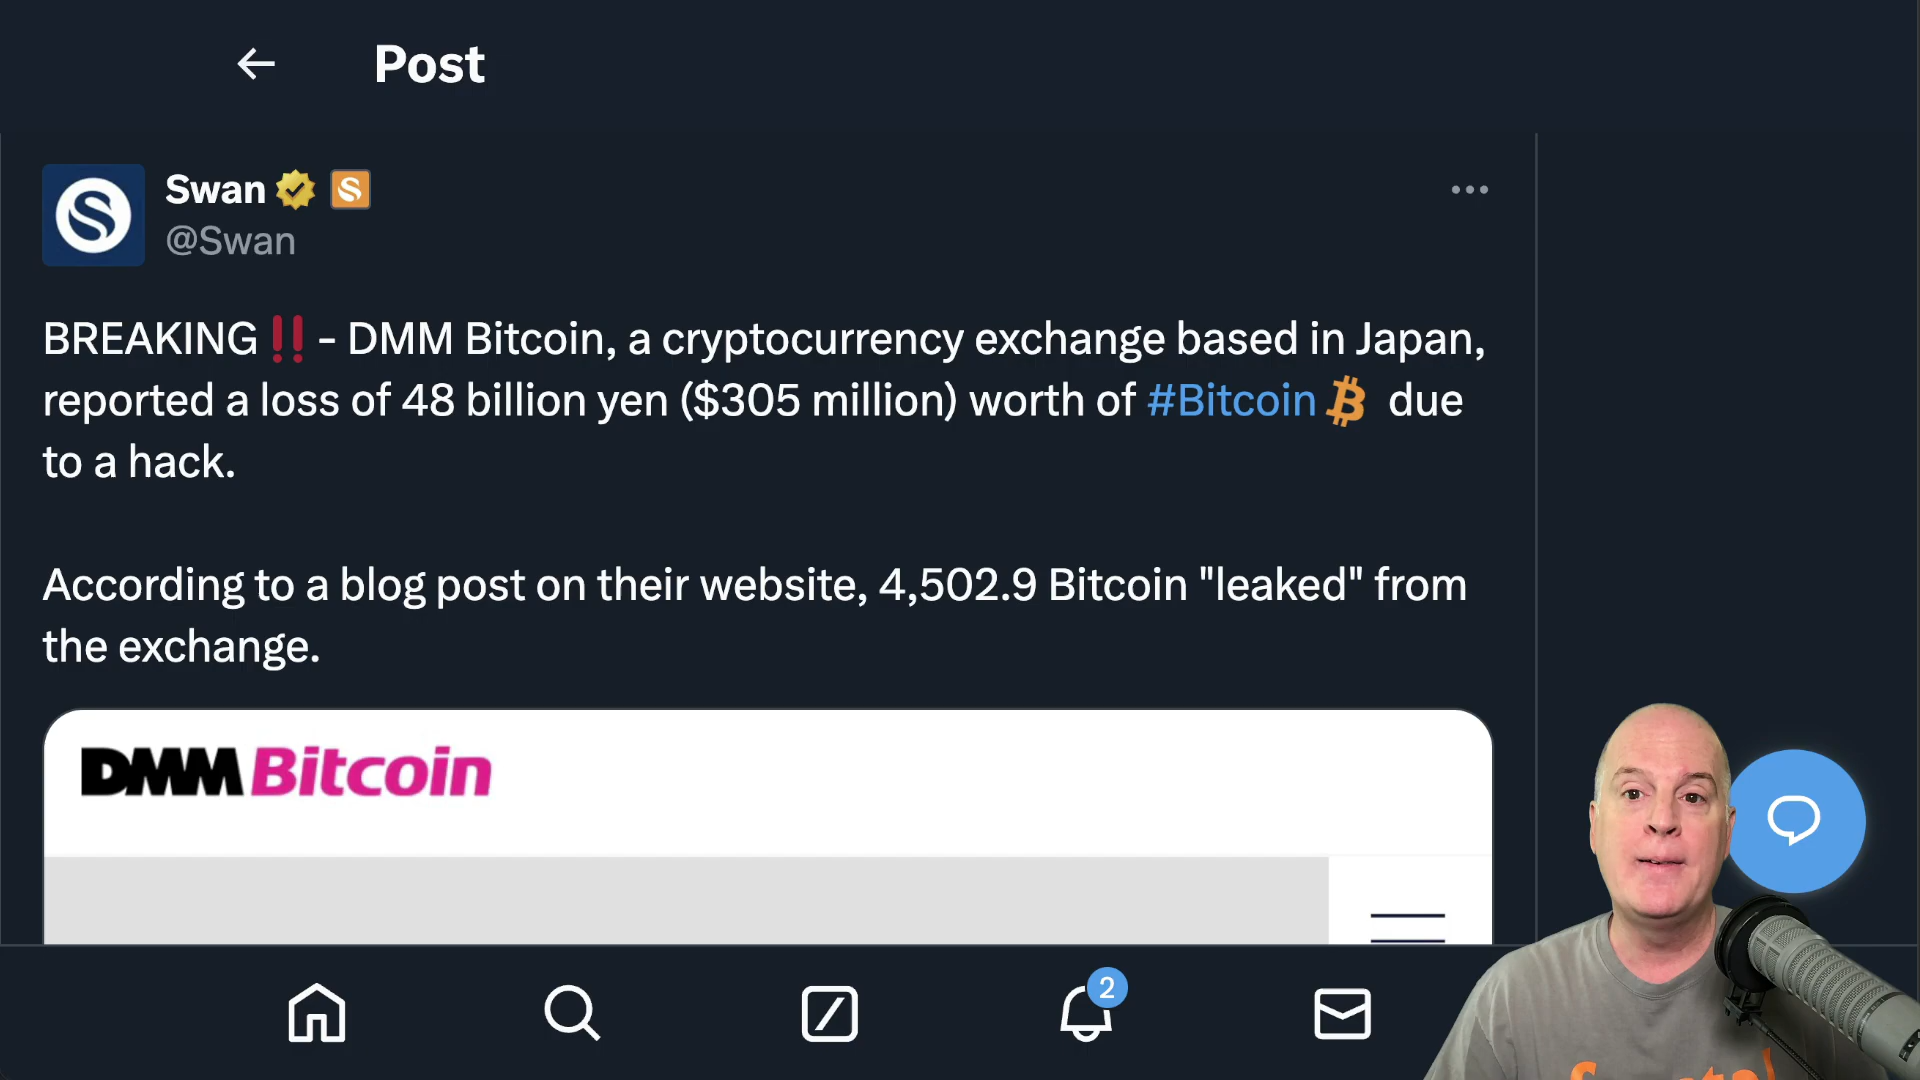 Post
Swan
@Swan
BREAKING‼️ - DMM Bitcoin, a cryptocurrency exchange based in Japan,
reported a loss of 48 billion yen ($305 million) worth of #Bitcoin due
to a hack.
According to a blog post on their website, 4,502.9 Bitcoin "leaked" from
the exchange.
DMM Bitcoin
2